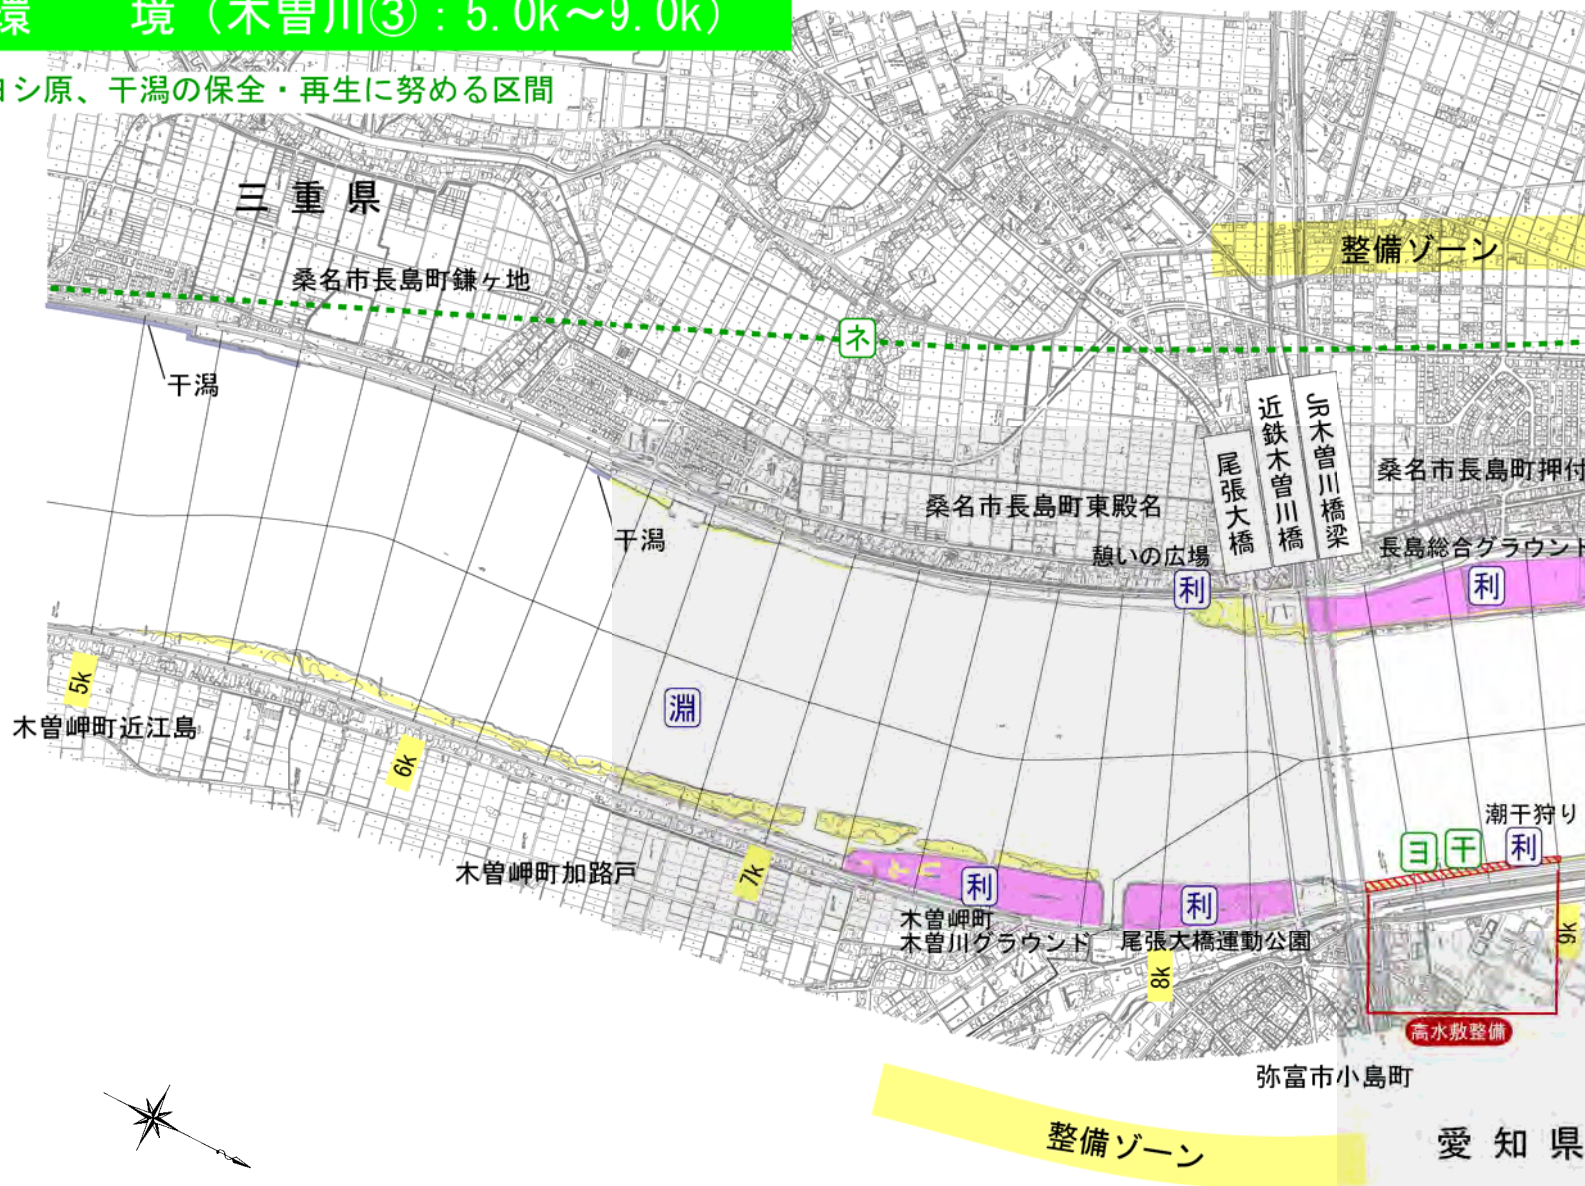 環　境（木曽川③：5.0k～9.0k）
ヨシ原、干潟の保全・再生に努める区間
三重県
整備ゾーン
桑名市長島町鎌ヶ地
ネ
干潟
近鉄木曽川橋
JR木曽川橋梁
尾張大橋
桑名市長島町押付
桑名市長島町東殿名
干潟
憩いの広場
長島総合グラウンド
利
利
5k
淵
木曽岬町近江島
6k
潮干狩り
ヨ
干
利
木曽岬町加路戸
7k
利
利
木曽岬町
木曽川グラウンド
尾張大橋運動公園
9k
8k
高水敷整備
弥富市小島町
整備ゾーン
愛知県